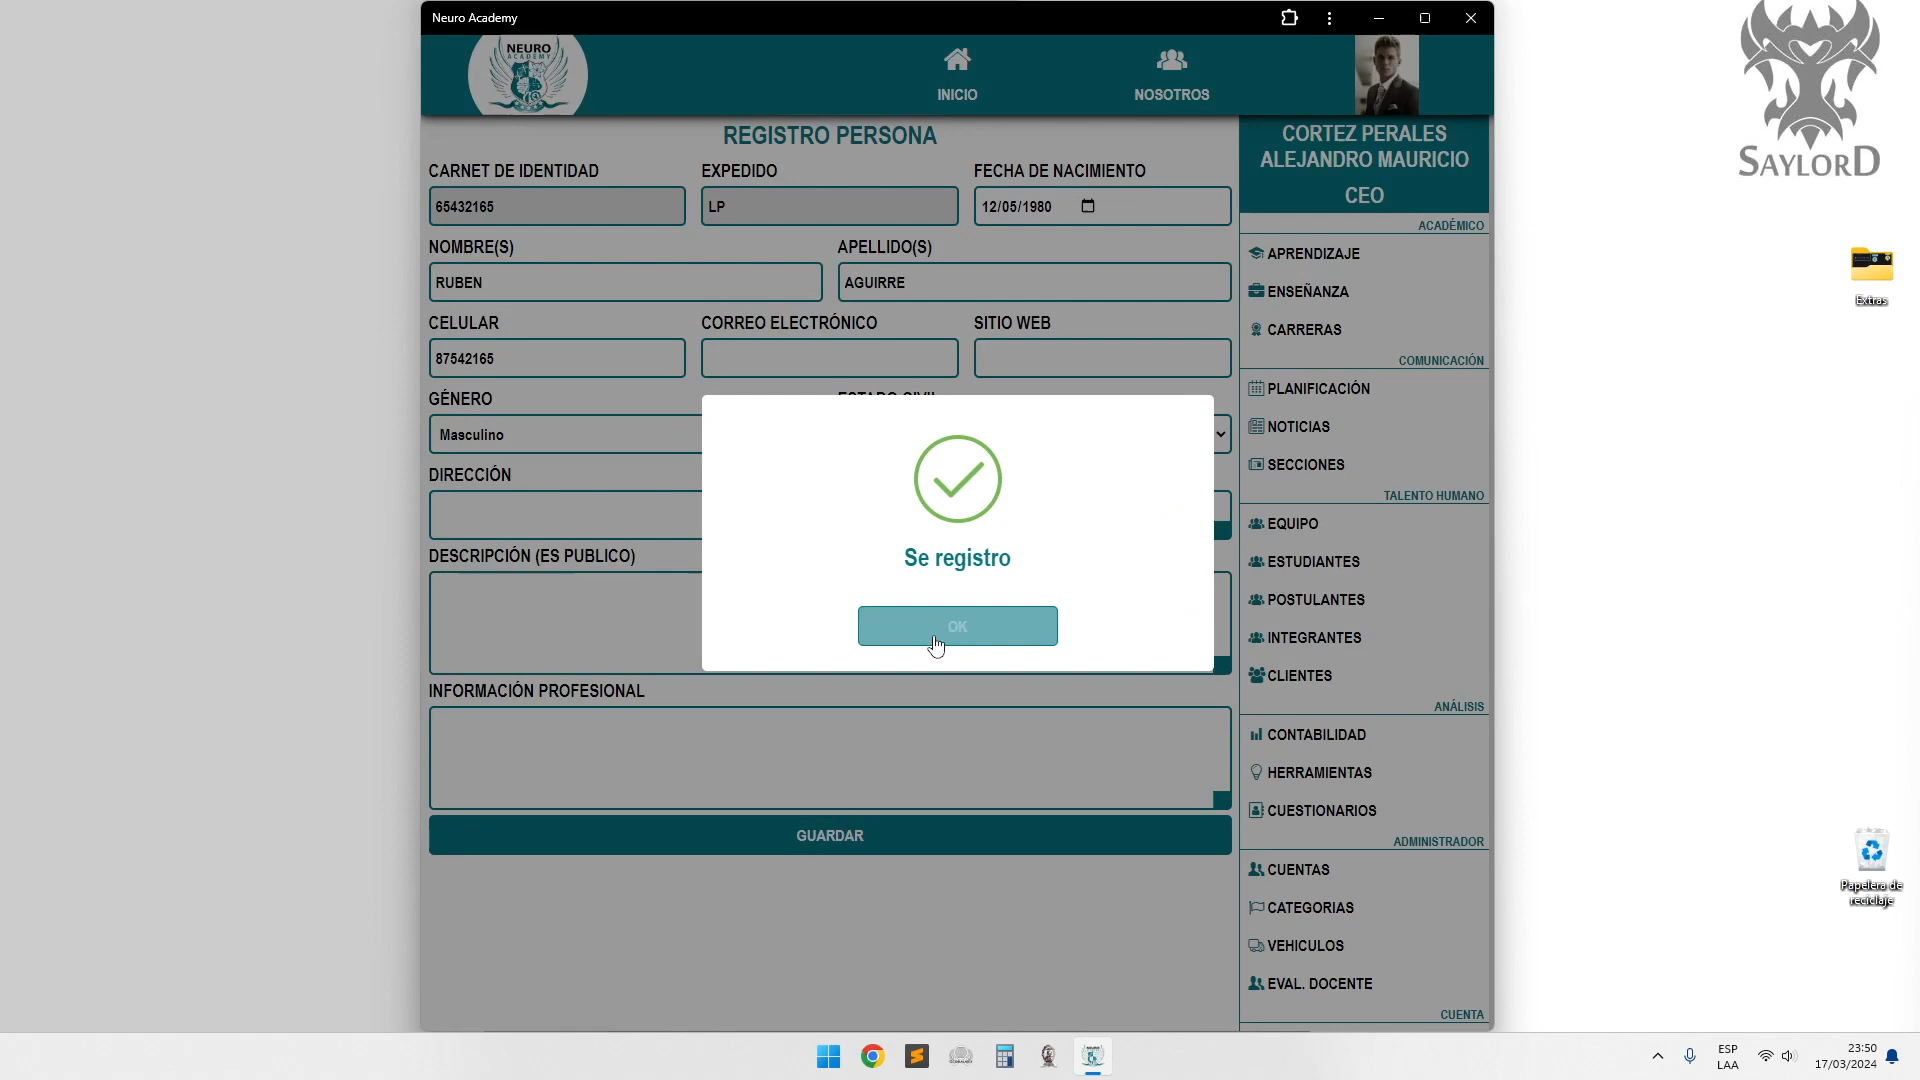 Neuro Academy
NEURO
ACADEMY
INICIO
NOSOTROS
SAYLORD
REGISTRO PERSONA
CARNET DE IDENTIDAD
EXPEDIDO
FECHA DE NACIMIENTO
65432165
LP
12/05/1980
NOMBRE(S)
APELLIDO(S)
RUBEN
AGUIRRE
CELULAR
CORREO ELECTRÓNICO
SITIO WEB
87542165
GÉNERO
ESTADO CIVIL
Masculino
DIRECCIÓN
DESCRIPCIÓN (ES PUBLICO)
INFORMACIÓN PROFESIONAL
GUARDAR
Se registro
OK
CORTEZ PERALES
ALEJANDRO MAURICIO
CEO
ACADÉMICO
APRENDIZAJE
ENSEÑANZA
CARRERAS
COMUNICACIÓN
PLANIFICACIÓN
NOTICIAS
SECCIONES
TALENTO HUMANO
EQUIPO
ESTUDIANTES
POSTULANTES
INTEGRANTES
CLIENTES
ANÁLISIS
CONTABILIDAD
HERRAMIENTAS
CUESTIONARIOS
ADMINISTRADOR
CUENTAS
CATEGORIAS
VEHICULOS
EVAL. DOCENTE
CUENTA
Extras
Papelera de
reciclaje
ESP
LAA
23:50
17/03/2024